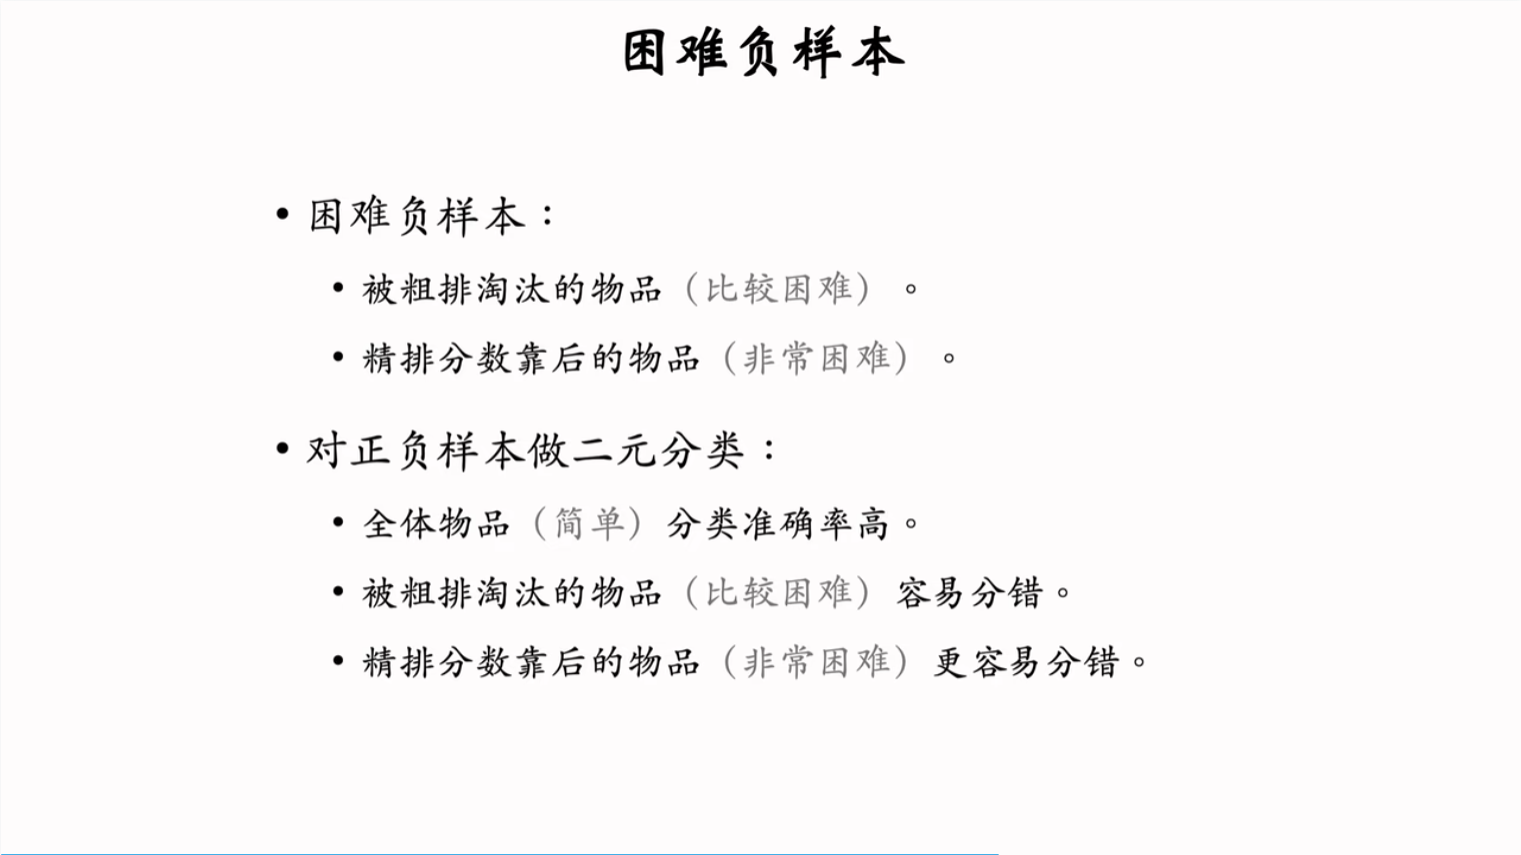 困难负样本
• 困难负样本：
• 被粗排淘汰的物品（比较困难）。
• 精排分数靠后的物品（非常困难）。
• 对正负样本做二元分类：
• 全体物品（简单）分类准确率高。
• 被粗排淘汰的物品（比较困难）容易分错。
• 精排分数靠后的物品（非常困难）更容易分错。